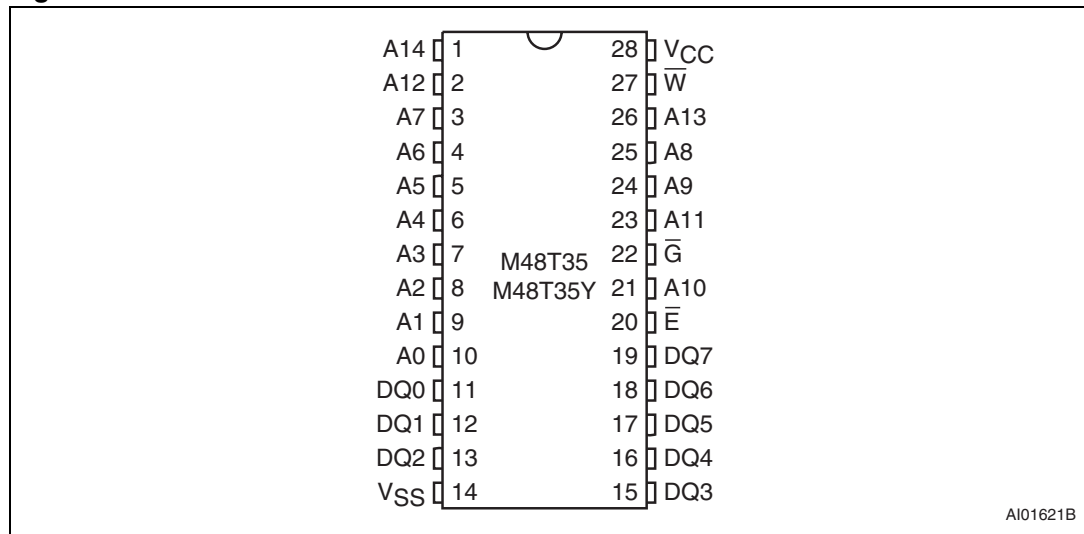 A14 1 28 VCC
A12 2 27 W̅
A7 3 26 A13
A6 4 25 A8
A5 5 24 A9
A4 6 23 A11
A3 7 22 G̅
A2 8 21 A10
A1 9 20 E̅
A0 10 19 DQ7
DQ0 11 18 DQ6
DQ1 12 17 DQ5
DQ2 13 16 DQ4
VSS 14 15 DQ3
M48T35
M48T35Y
AI01621B